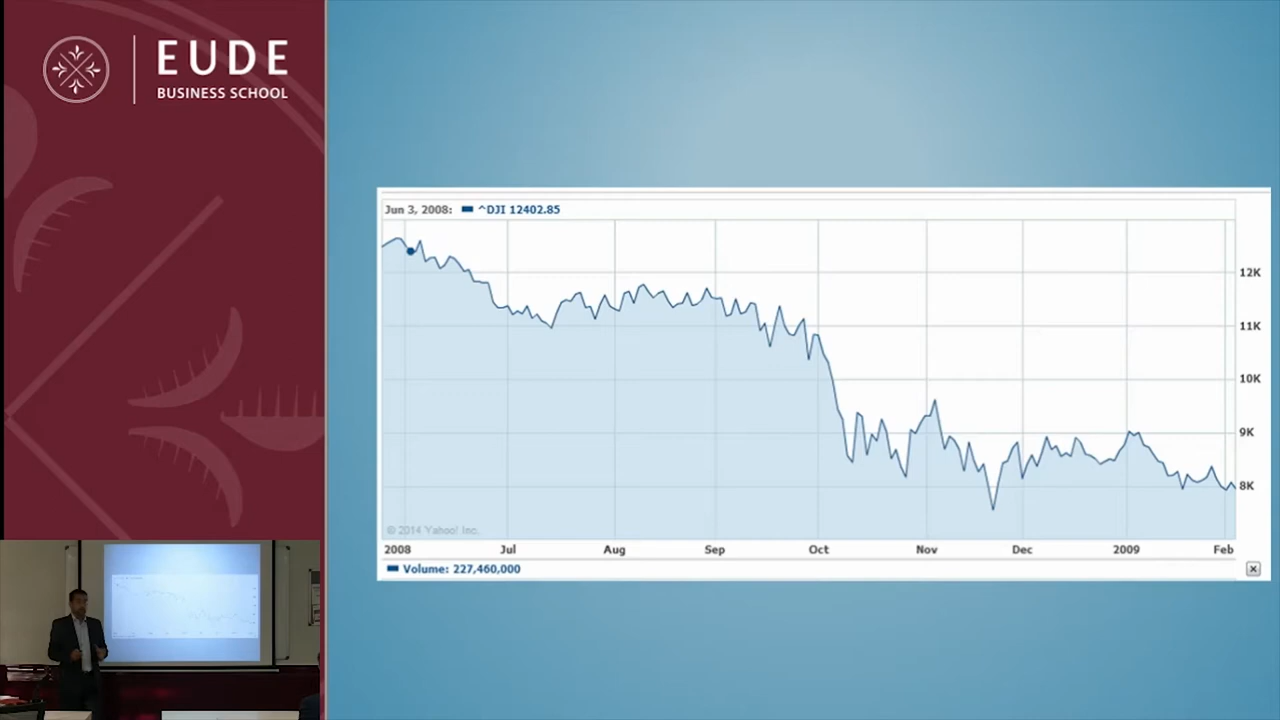 EUDE
BUSINESS SCHOOL
Jun 3, 2008: ^DJI 12402.85
12K
11K
10K
9K
8K
© 2014 Yahoo! Inc.
2008 Jul Aug Sep Oct Nov Dec 2009 Feb
Volume: 227,460,000